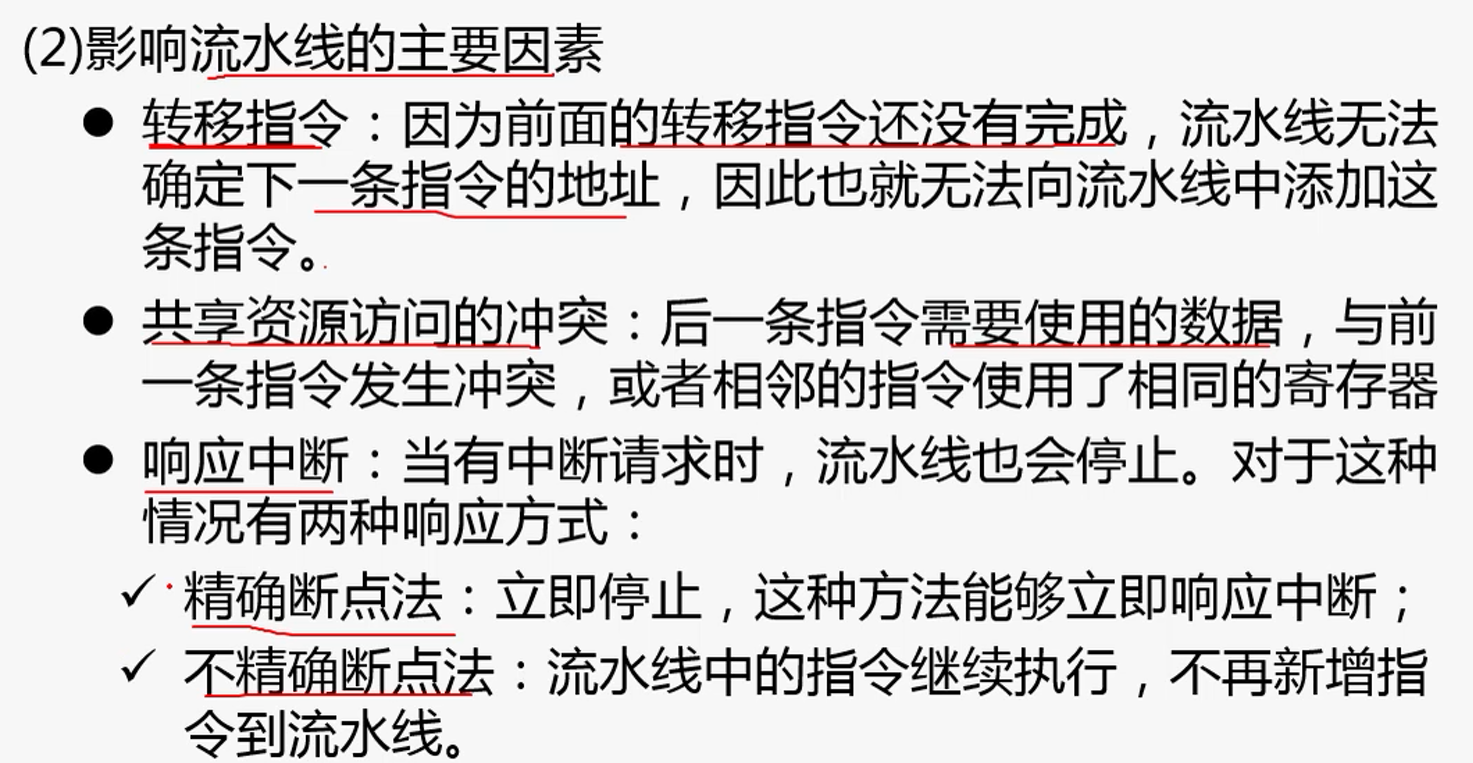 (2)影响流水线的主要因素
● 转移指令：因为前面的转移指令还没有完成，流水线无法
确定下一条指令的地址，因此也就无法向流水线中添加这
条指令。
● 共享资源访问的冲突：后一条指令需要使用的数据，与前
一条指令发生冲突，或者相邻的指令使用了相同的寄存器
● 响应中断：当有中断请求时，流水线也会停止。对于这种
情况有两种响应方式：
✓ 精确断点法：立即停止，这种方法能够立即响应中断；
✓ 不精确断点法：流水线中的指令继续执行，不再新增指
令到流水线。